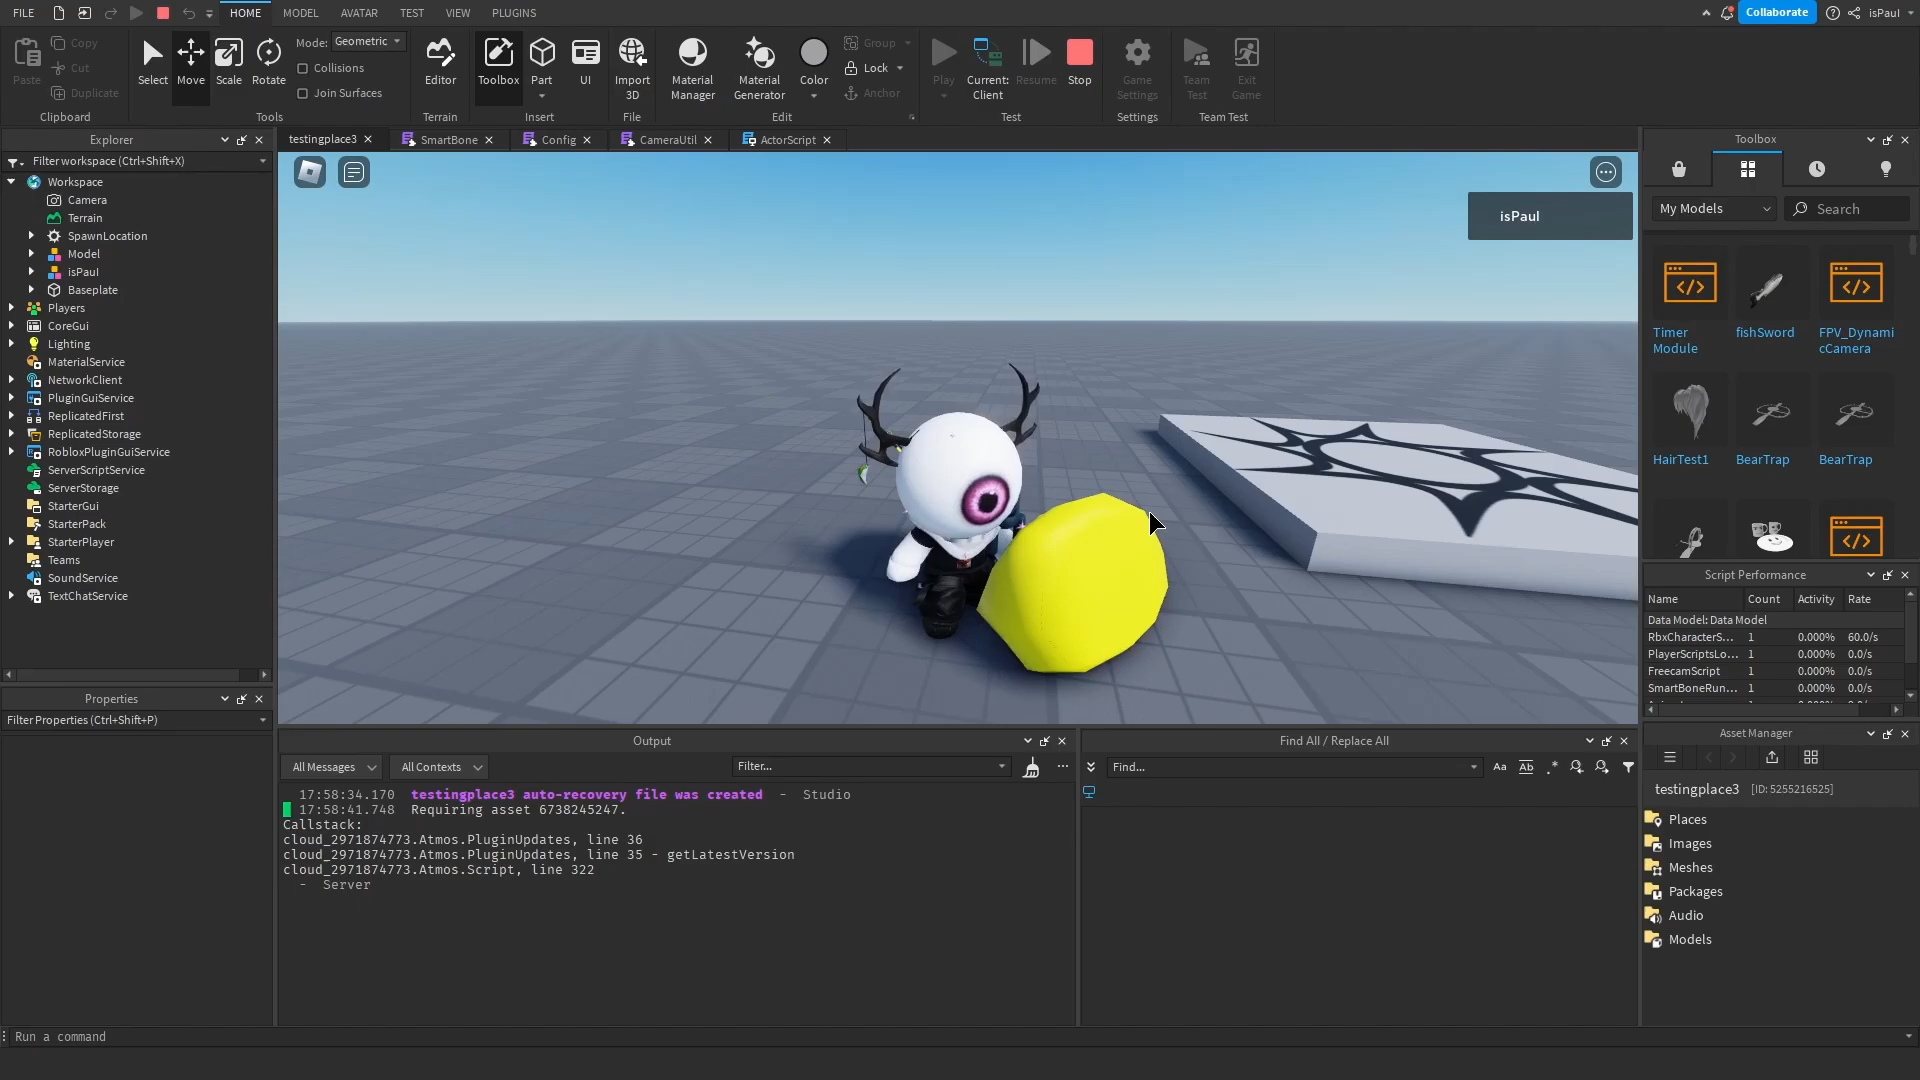 FILE HOME MODEL AVATAR TEST VIEW PLUGINS Collaborate isPaul
Paste Copy Cut Duplicate Clipboard
Select Move Scale Rotate Mode: Geometric Collisions Join Surfaces Tools
Editor Terrain
Toolbox Part UI Insert
Import 3D File
Material Manager Material Generator Color Group Lock Anchor Edit
Play Current: Client Resume Stop Test
Game Settings Settings
Team Test Exit Game Team Test
Explorer
Filter workspace (Ctrl+Shift+X)
Workspace
Camera
Terrain
SpawnLocation
Model
isPaul
Baseplate
Players
CoreGui
Lighting
MaterialService
NetworkClient
PluginGuiService
ReplicatedFirst
ReplicatedStorage
RobloxPluginGuiService
ServerScriptService
ServerStorage
StarterGui
StarterPack
StarterPlayer
Teams
SoundService
TextChatService
Properties
Filter Properties (Ctrl+Shift+P)
testingplace3 SmartBone Config CameraUtil ActorScript
isPaul
Output
All Messages All Contexts Filter...
17:58:34.170 testingplace3 auto-recovery file was created - Studio
17:58:41.748 Requiring asset 6738245247.
Callstack:
cloud_2971874773.Atmos.PluginUpdates, line 36
cloud_2971874773.Atmos.PluginUpdates, line 35 - getLatestVersion
cloud_2971874773.Atmos.Script, line 322
- Server
Find All / Replace All
Find... Aa Ab .*
Toolbox
My Models Search
Timer Module
fishSword
FPV_DynamicCamera
HairTest1
BearTrap
BearTrap
Script Performance
Name Count Activity Rate
Data Model: Data Model
RbxCharacterS... 1 0.000% 60.0/s
PlayerScriptsLo... 1 0.000% 0.0/s
FreecamScript 1 0.000% 0.0/s
SmartBoneRun... 1 0.000% 0.0/s
Asset Manager
testingplace3 [ID: 5255216525]
Places
Images
Meshes
Packages
Audio
Models
Run a command